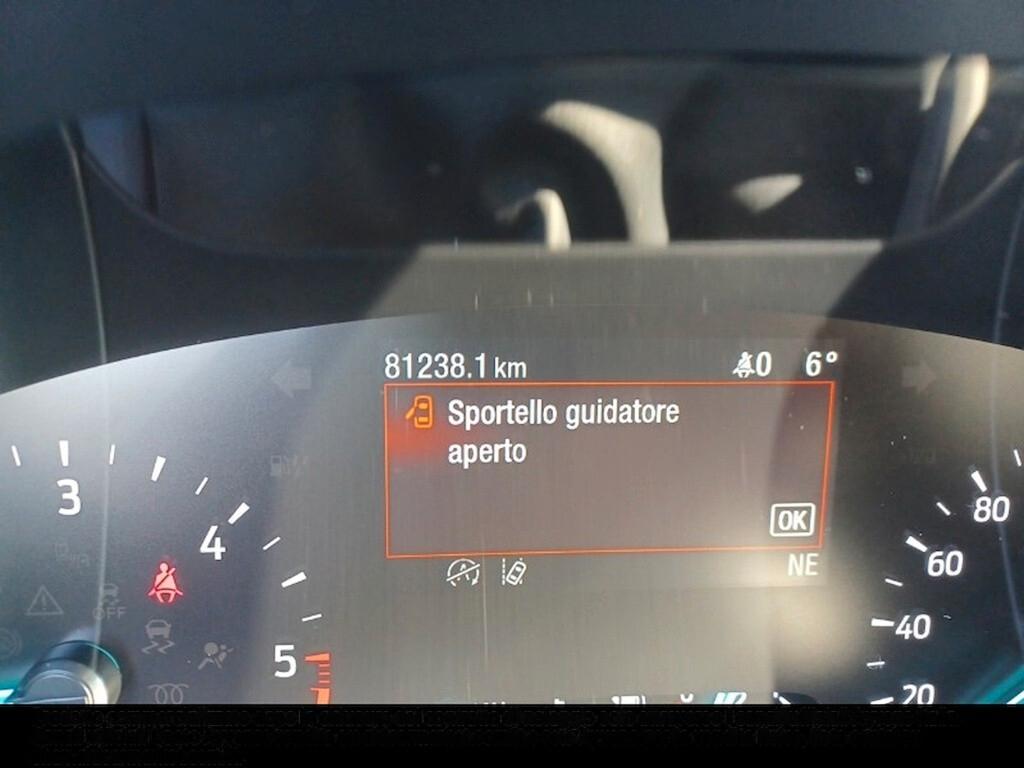 81238.1 km 0 6°
Sportello guidatore
aperto
OK
NE
3
4
5
80
60
40
20
OFF